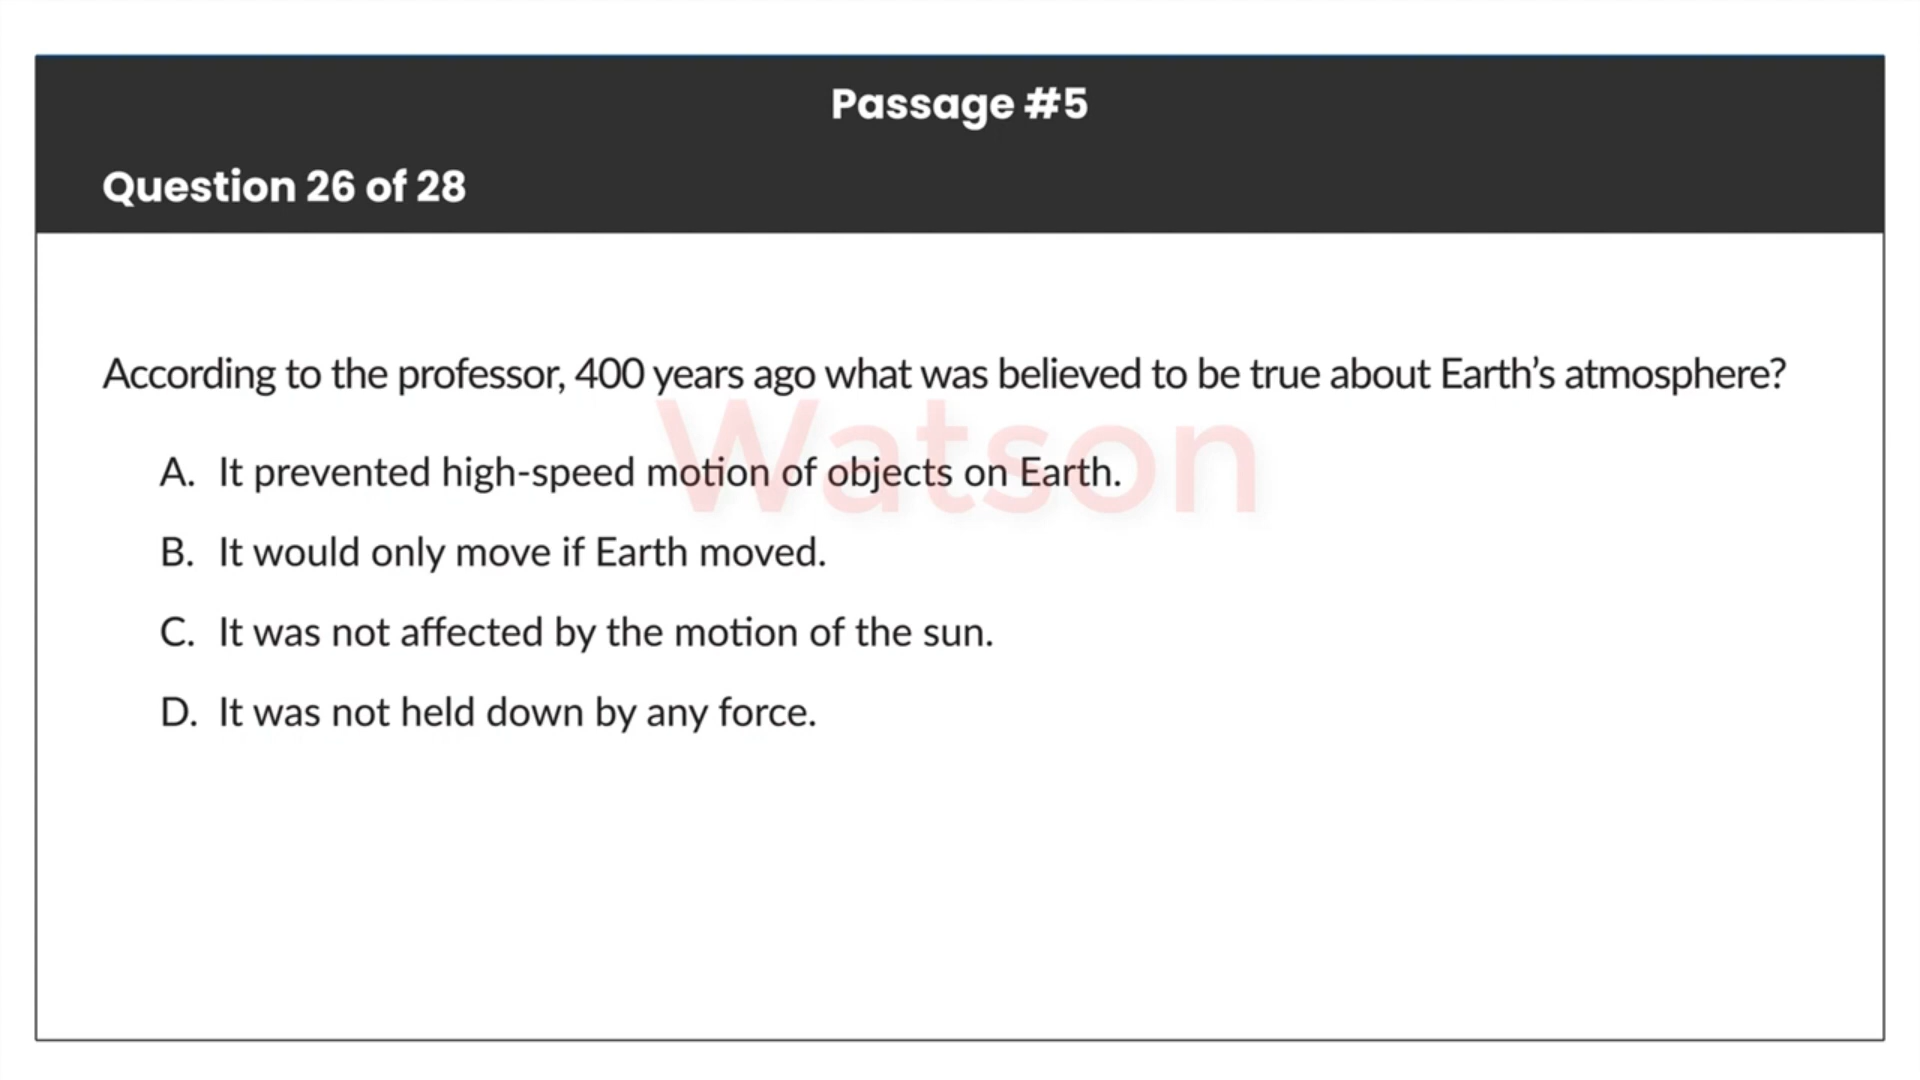 Passage #5
Question 26 of 28
According to the professor, 400 years ago what was believed to be true about Earth’s atmosphere?
Watson
A. It prevented high-speed motion of objects on Earth.
B. It would only move if Earth moved.
C. It was not affected by the motion of the sun.
D. It was not held down by any force.